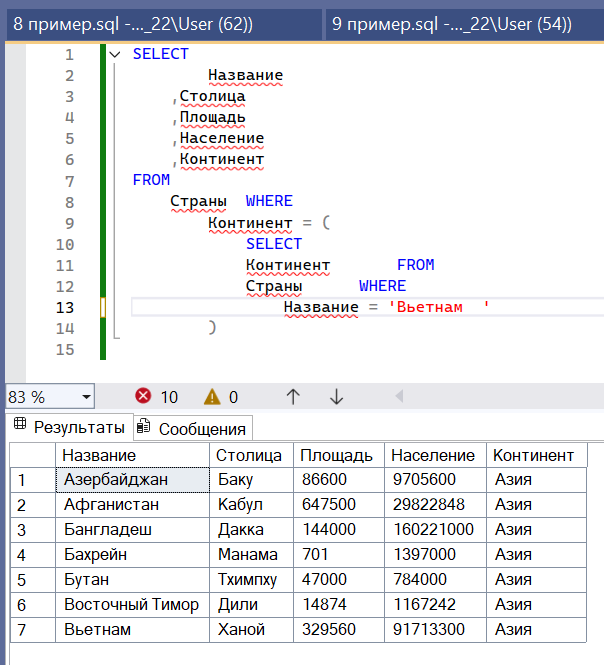 8 пример.sql -..._22\User (62))
9 пример.sql -..._22\User (54))
1 SELECT
2 Название
3 ,Столица
4 ,Площадь
5 ,Население
6 ,Континент
7 FROM
8 Страны WHERE
9 Континент = (
10 SELECT
11 Континент FROM
12 Страны WHERE
13 Название = 'Вьетнам  '
14 )
15
83 % 10 0
Результаты Сообщения
Название Столица Площадь Население Континент
1 Азербайджан Баку 86600 9705600 Азия
2 Афганистан Кабул 647500 29822848 Азия
3 Бангладеш Дакка 144000 160221000 Азия
4 Бахрейн Манама 701 1397000 Азия
5 Бутан Тхимпху 47000 784000 Азия
6 Восточный Тимор Дили 14874 1167242 Азия
7 Вьетнам Ханой 329560 91713300 Азия